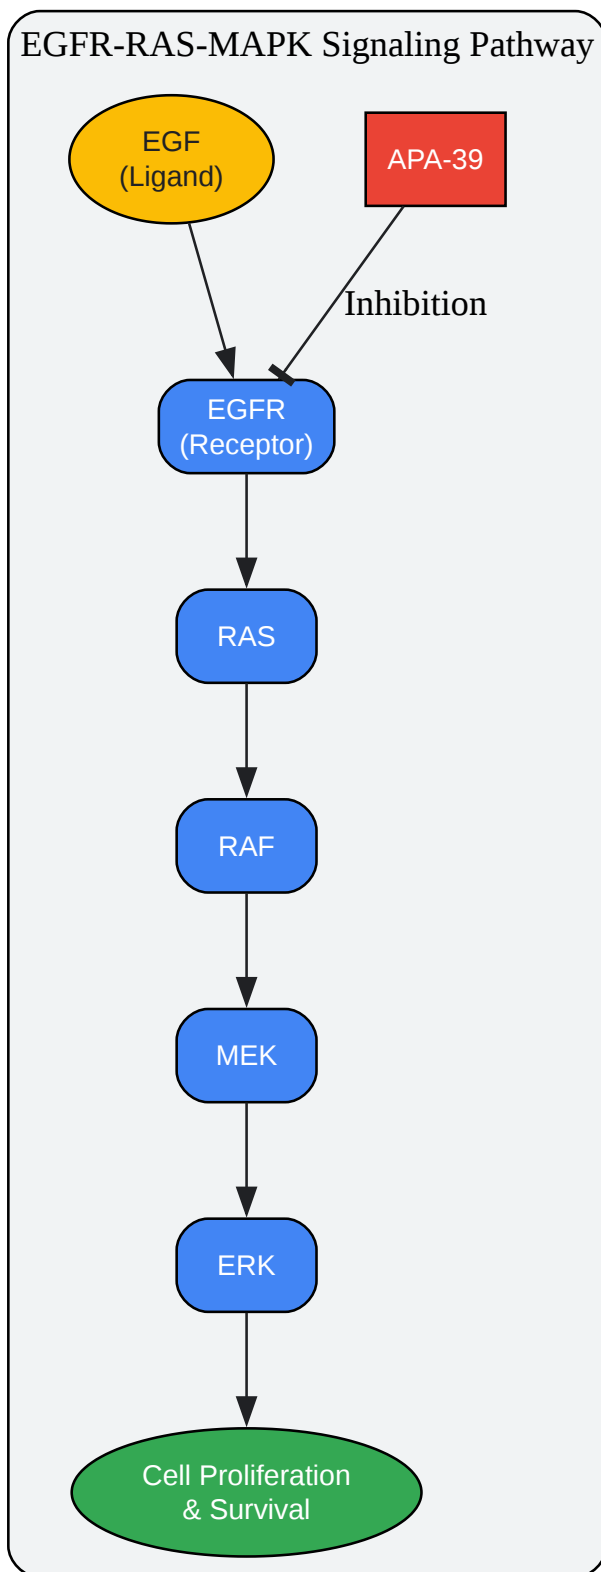 EGFR-RAS-MAPK Signaling Pathway
EGF
(Ligand)
APA-39
Inhibition
EGFR
(Receptor)
RAS
RAF
MEK
ERK
Cell Proliferation
& Survival